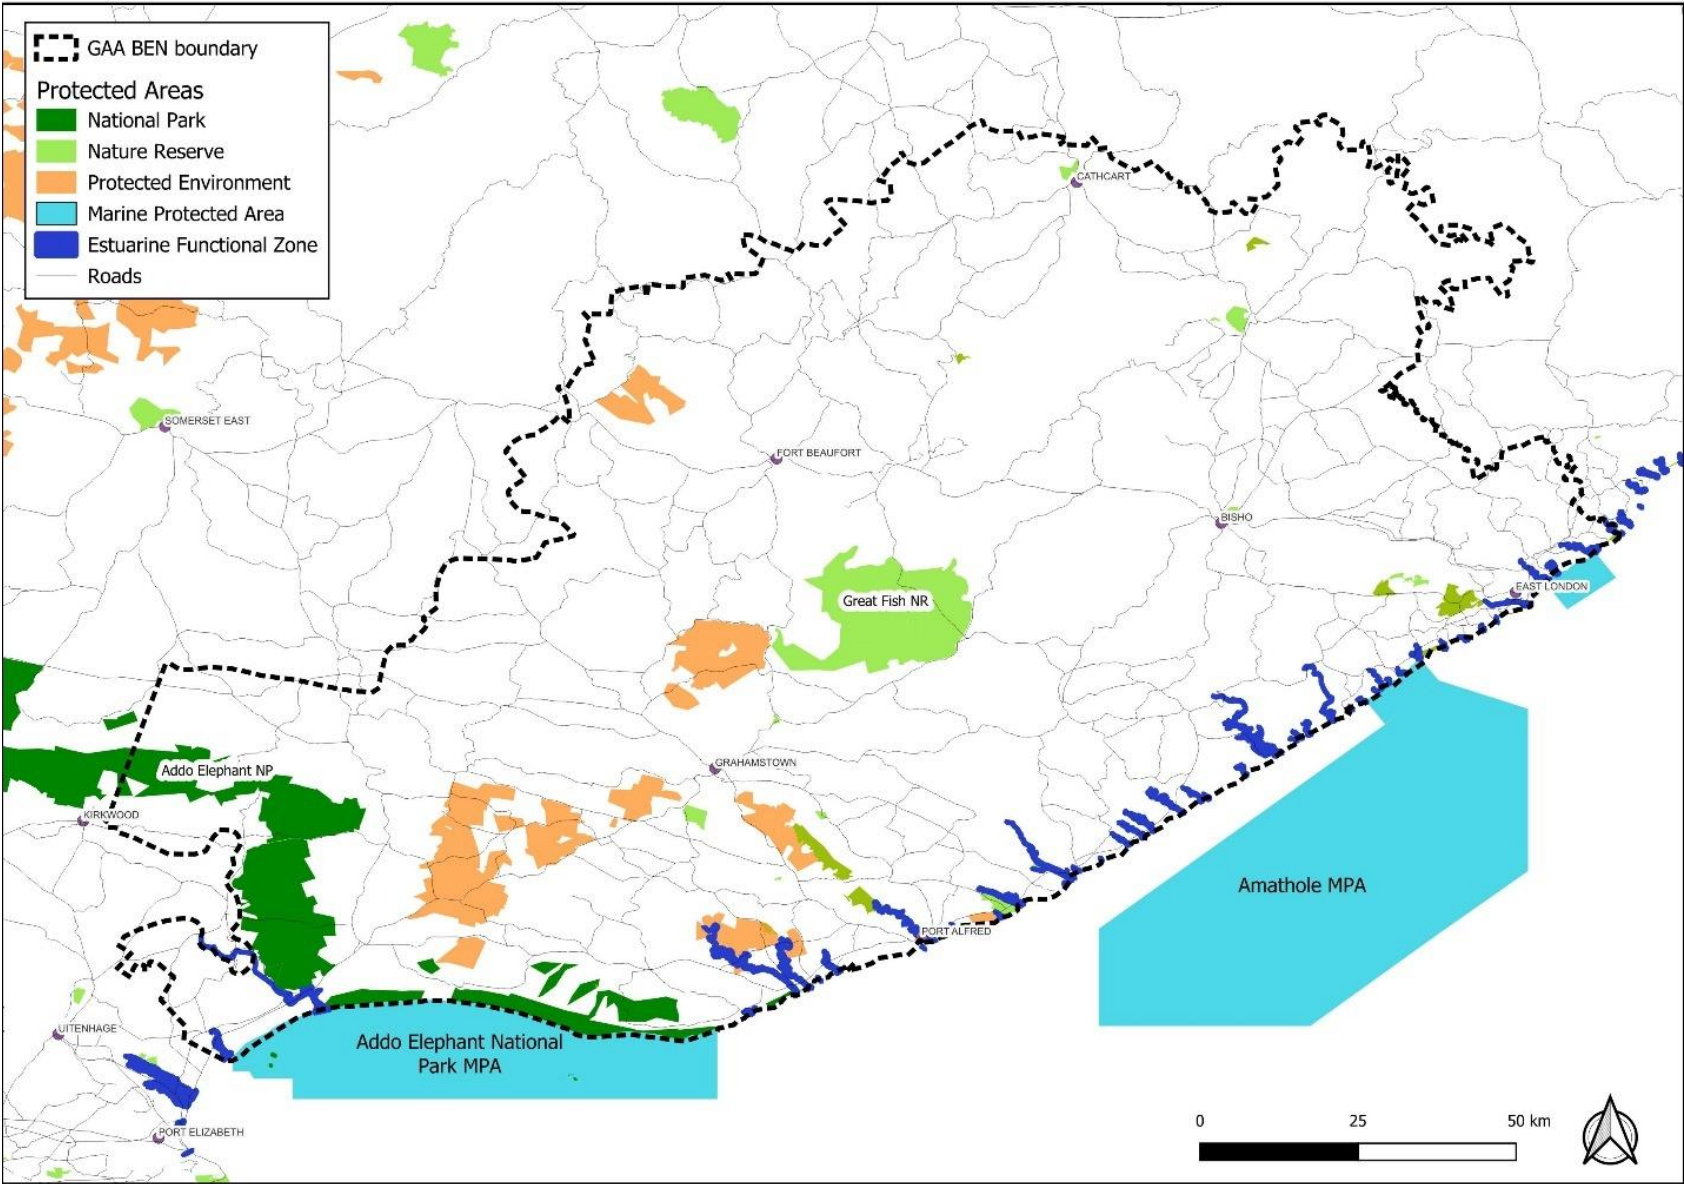 GAA BEN boundary
Protected Areas
National Park
Nature Reserve
Protected Environment
Marine Protected Area
Estuarine Functional Zone
Roads
CATHCART
SOMERSET EAST
FORT BEAUFORT
BISHO
EAST LONDON
Great Fish NR
Addo Elephant NP
GRAHAMSTOWN
KIRKWOOD
Amathole MPA
PORT ALFRED
UITENHAGE
Addo Elephant National
Park MPA
PORT ELIZABETH
0 25 50 km